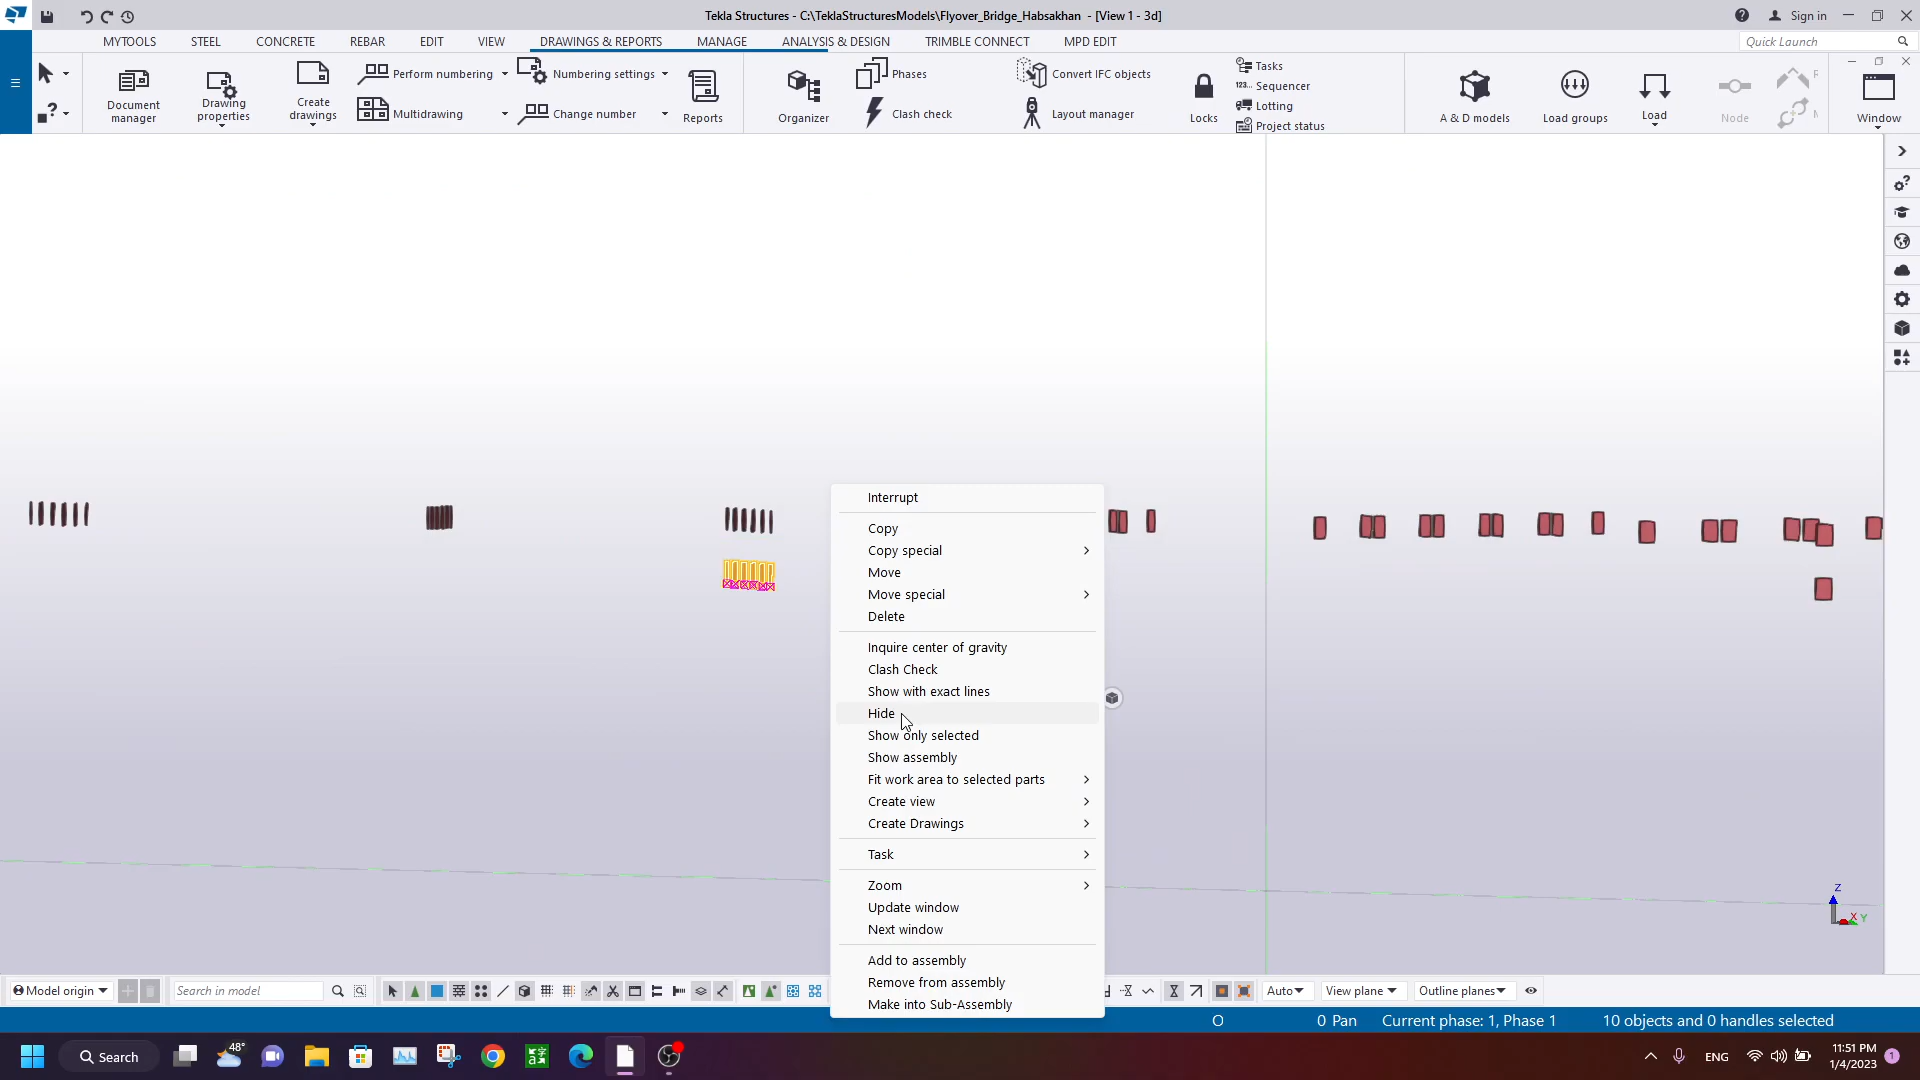 Tekla Structures - C:\TeklaStructuresModels\Flyover_Bridge_Habsakhan - [View 1 - 3d]
Sign in
MYTOOLS STEEL CONCRETE REBAR EDIT VIEW DRAWINGS & REPORTS MANAGE ANALYSIS & DESIGN TRIMBLE CONNECT MPD EDIT
Quick Launch
Document manager
Drawing properties
Create drawings
Perform numbering
Multidrawing
Numbering settings
Change number
Reports
Organizer
Phases
Clash check
Convert IFC objects
Layout manager
Locks
Tasks
123... Sequencer
Lotting
Project status
A & D models
Load groups
Load
Node
Window
Interrupt
Copy
Copy special
Move
Move special
Delete
Inquire center of gravity
Clash Check
Show with exact lines
Hide
Show only selected
Show assembly
Fit work area to selected parts
Create view
Create Drawings
Task
Zoom
Update window
Next window
Add to assembly
Remove from assembly
Make into Sub-Assembly
Z
X
Y
Model origin
Search in model
Auto
View plane
Outline planes
O
0 Pan
Current phase: 1, Phase 1
10 objects and 0 handles selected
Search
48°
ENG
11:51 PM
1/4/2023
1